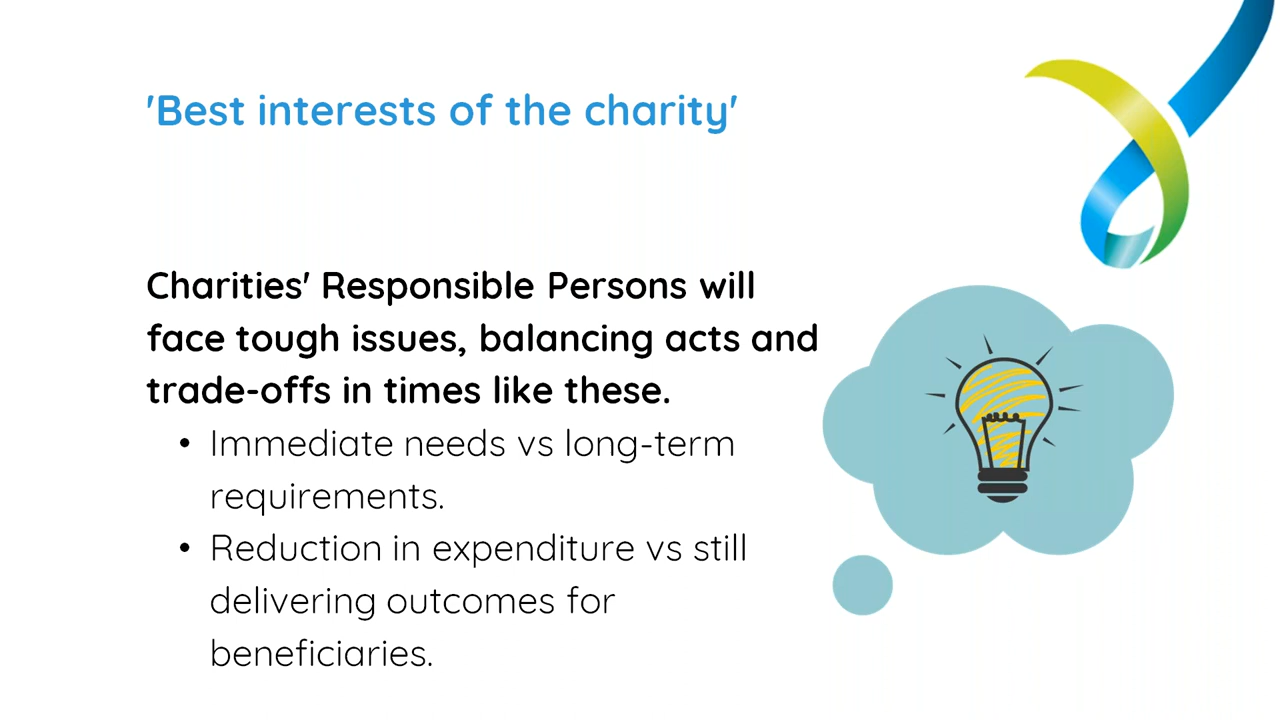 'Best interests of the charity'
Charities' Responsible Persons will
face tough issues, balancing acts and
trade-offs in times like these.
• Immediate needs vs long-term
requirements.
• Reduction in expenditure vs still
delivering outcomes for
beneficiaries.